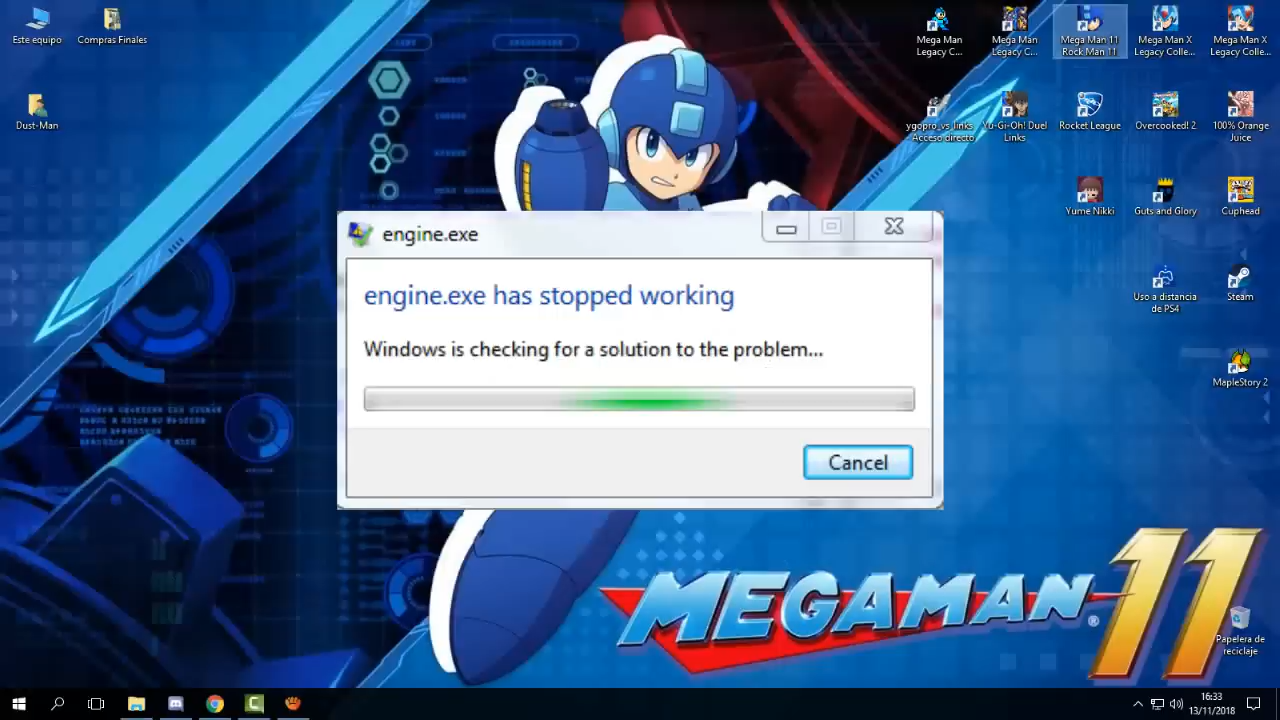 Este equipo
Compras Finales
Dust-Man
Mega Man
Legacy C...
Mega Man
Legacy C...
Mega Man 11
Rock Man 11
Mega Man X
Legacy Colle...
Mega Man X
Legacy Colle...
ygopro_vs_links
Acceso directo
Yu-Gi-Oh! Duel
Links
Rocket League
Overcooked! 2
100% Orange
Juice
Yume Nikki
Guts and Glory
Cuphead
Uso a distancia
de PS4
Steam
MapleStory 2
engine.exe
engine.exe has stopped working
Windows is checking for a solution to the problem...
Cancel
MEGAMAN 11
®
Papelera de
reciclaje
16:33
13/11/2018